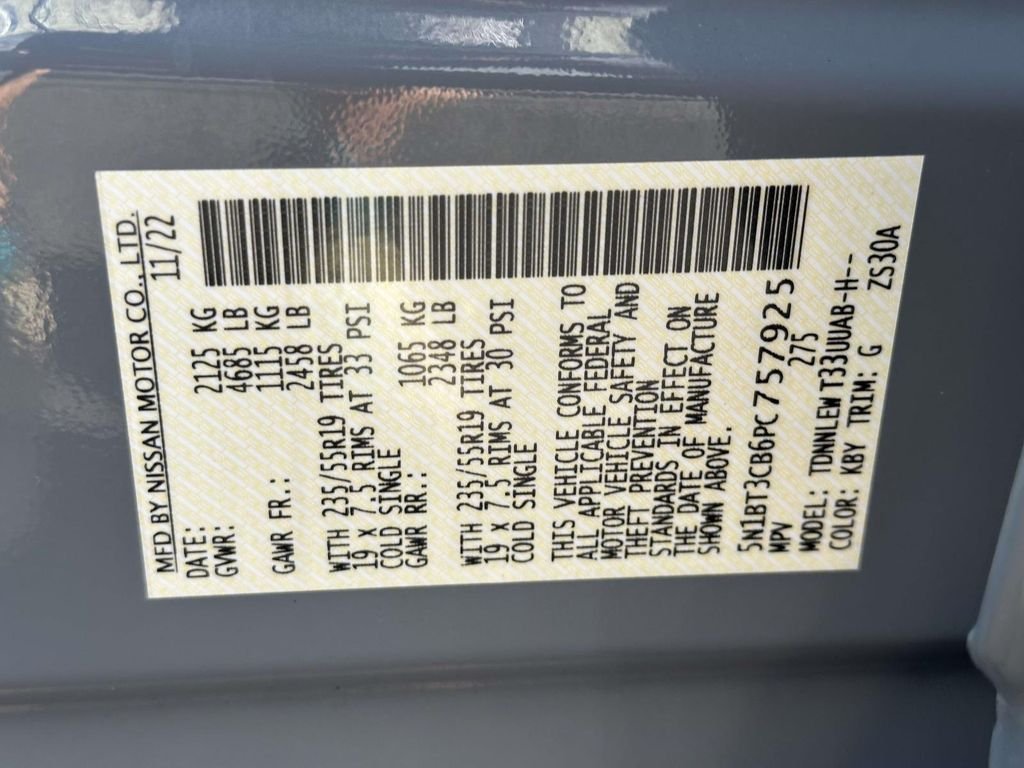 MFD BY NISSAN MOTOR CO., LTD.
DATE: 11/22
GVWR: 2125 KG
4685 LB
1115 KG
GAWR FR.: 2458 LB
WITH 235/55R19 TIRES
19 X 7.5 RIMS AT 33 PSI
COLD SINGLE
GAWR RR.: 1065 KG
2348 LB
WITH 235/55R19 TIRES
19 X 7.5 RIMS AT 30 PSI
COLD SINGLE
THIS VEHICLE CONFORMS TO
ALL APPLICABLE FEDERAL
MOTOR VEHICLE SAFETY AND
THEFT PREVENTION
STANDARDS IN EFFECT ON
THE DATE OF MANUFACTURE
SHOWN ABOVE.
5N1BT3CB6PC757925
MPV 275
MODEL: TDNNLEW T33UUAB-H--
COLOR: KBY TRIM: G ZS30A